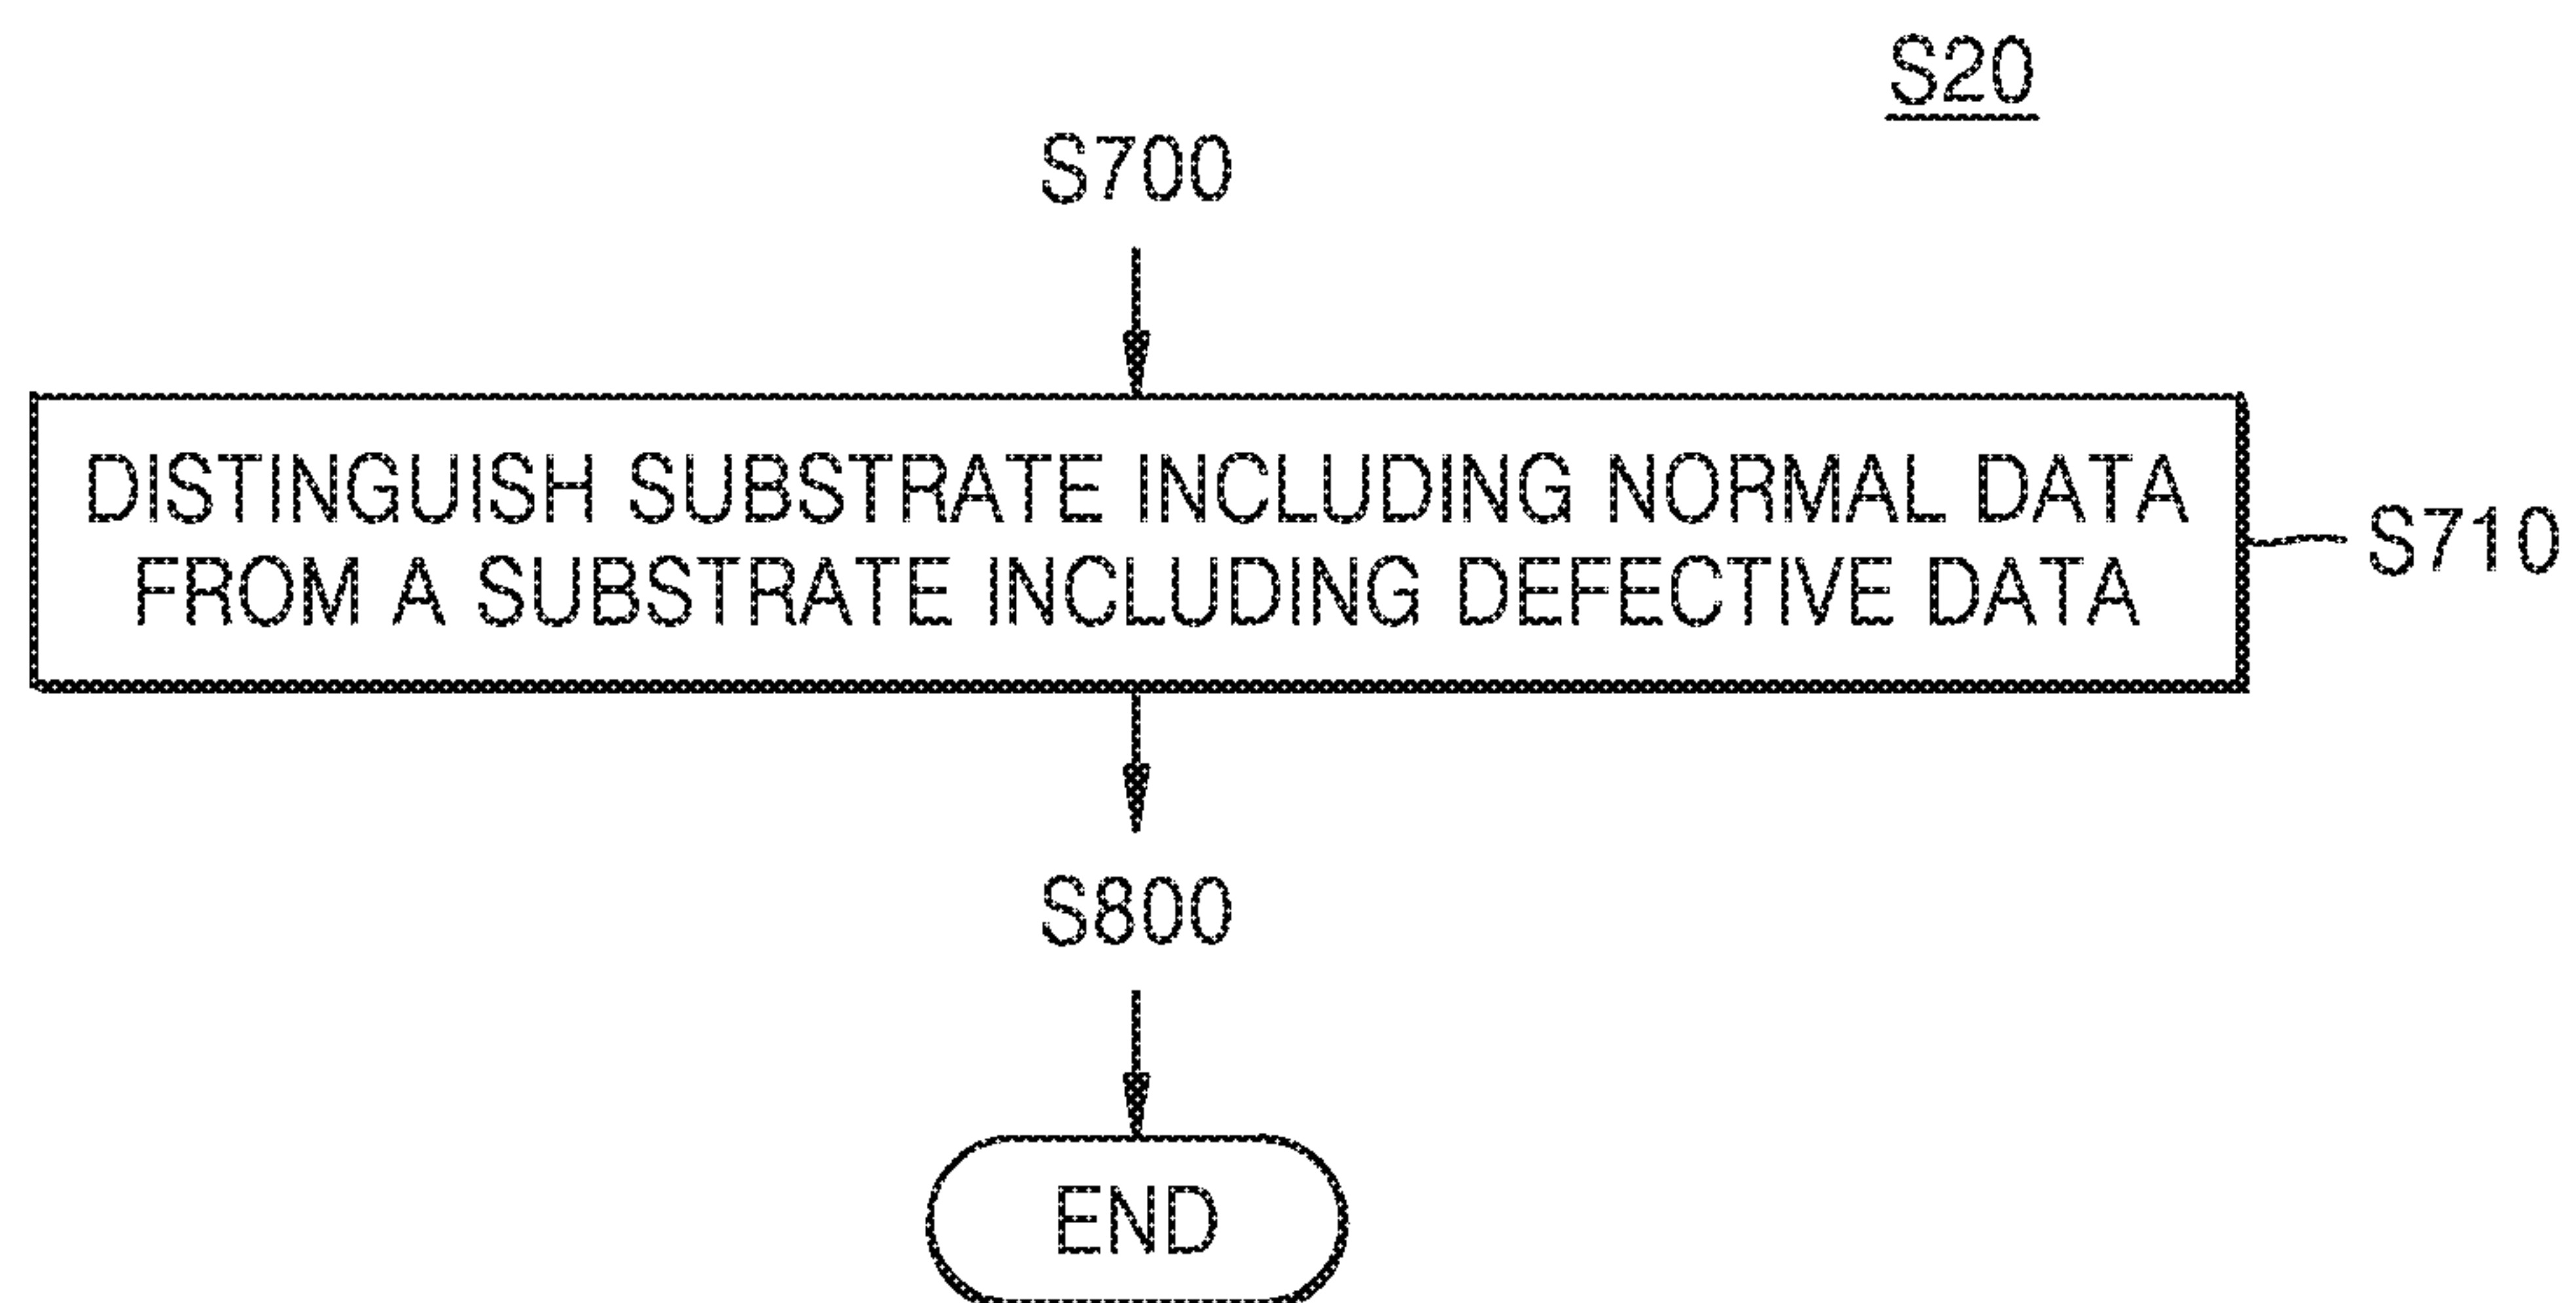 S20
S700
DISTINGUISH SUBSTRATE INCLUDING NORMAL DATA
FROM A SUBSTRATE INCLUDING DEFECTIVE DATA
S710
S800
END